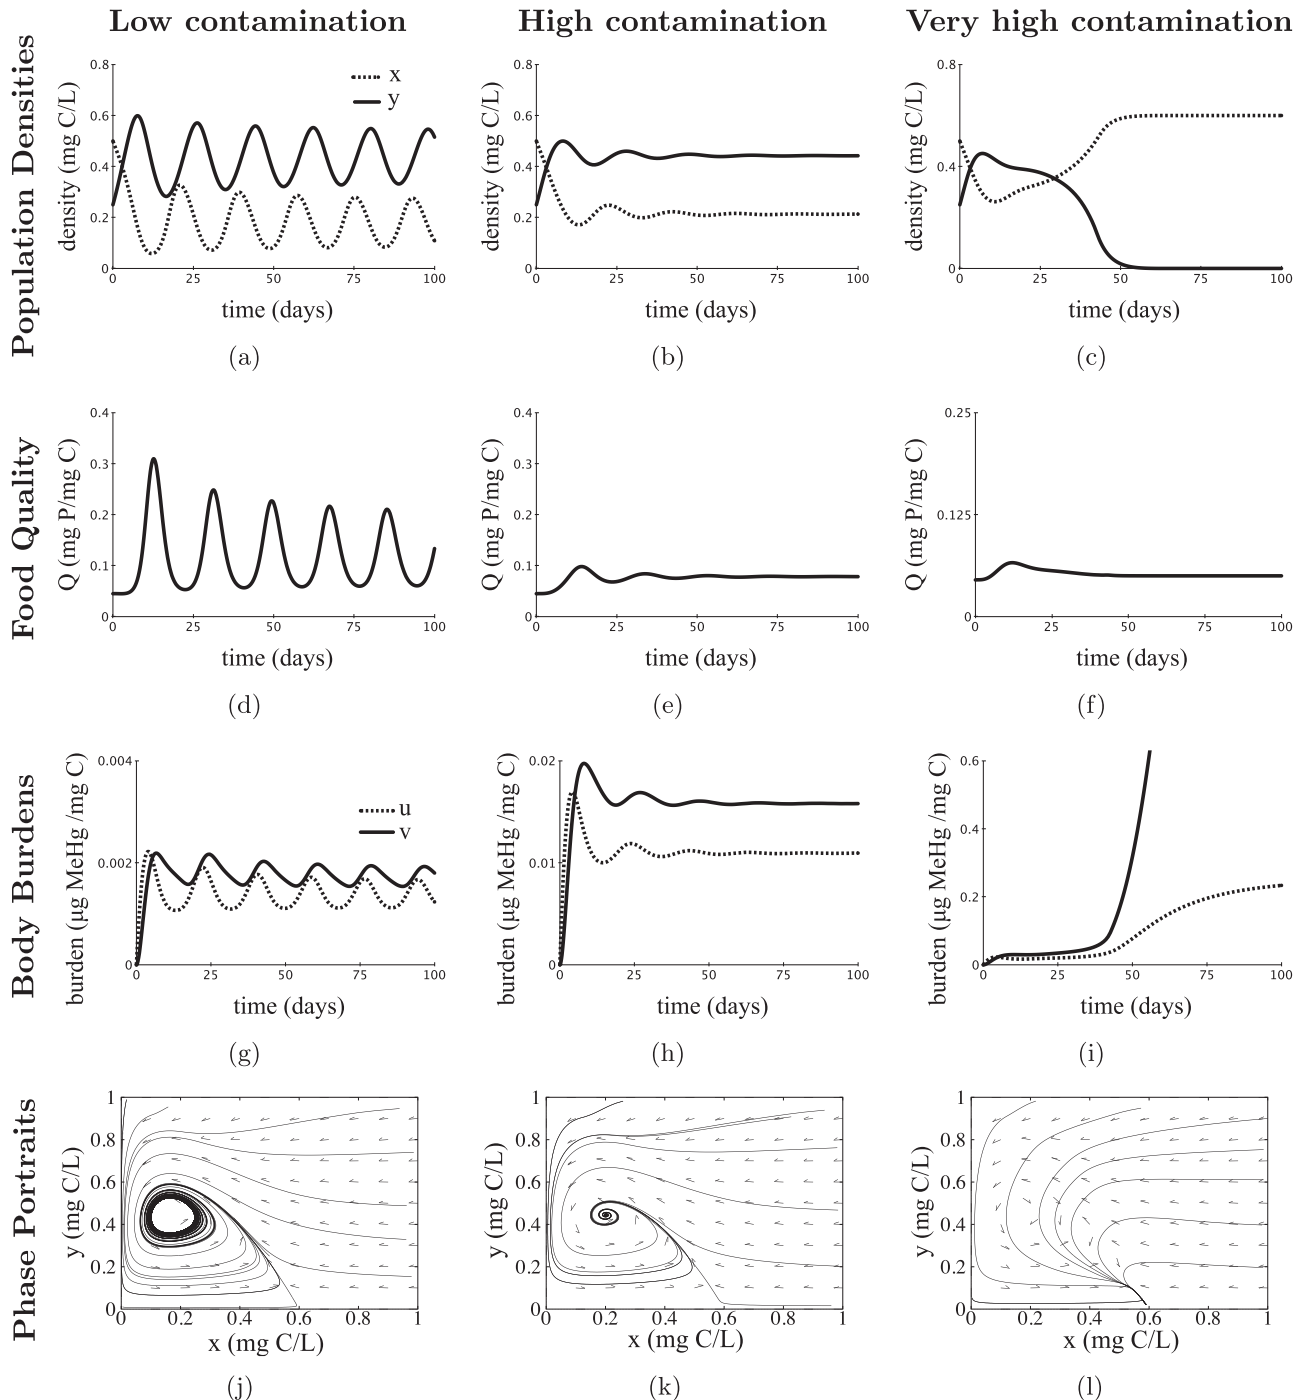 Low contamination
High contamination
Very high contamination
Population Densities
density (mg C/L)
0.8
0.6
0.4
0.2
0
x
y
0 25 50 75 100
time (days)
(a)
density (mg C/L)
0.8
0.6
0.4
0.2
0
0 25 50 75 100
time (days)
(b)
density (mg C/L)
0.8
0.4
0
0 25 50 75 100
time (days)
(c)
Food Quality
Q (mg P/mg C)
0.4
0.3
0.2
0.1
0
0 25 50 75 100
time (days)
(d)
Q (mg P/mg C)
0.4
0.3
0.2
0.1
0
0 25 50 75 100
time (days)
(e)
Q (mg P/mg C)
0.25
0.125
0
0 25 50 75 100
time (days)
(f)
Body Burdens
burden (μg MeHg /mg C)
0.004
0.002
0
u
v
0 25 50 75 100
time (days)
(g)
burden (μg MeHg /mg C)
0.02
0.01
0
0 25 50 75 100
time (days)
(h)
burden (μg MeHg /mg C)
0.6
0.4
0.2
0
0 25 50 75 100
time (days)
(i)
Phase Portraits
y (mg C/L)
1
0.8
0.6
0.4
0.2
0
0 0.2 0.4 0.6 0.8 1
x (mg C/L)
(j)
y (mg C/L)
1
0.8
0.6
0.4
0.2
0
0 0.2 0.4 0.6 0.8 1
x (mg C/L)
(k)
y (mg C/L)
1
0.8
0.6
0.4
0.2
0
0 0.2 0.4 0.6 0.8 1
x (mg C/L)
(l)